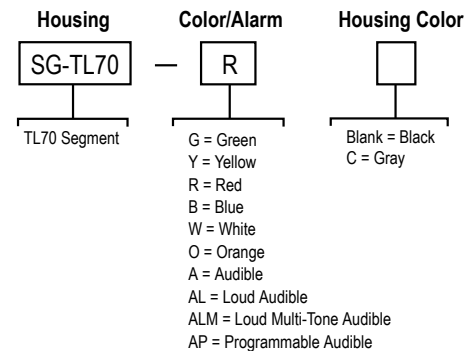 Housing Color/Alarm Housing Color
SG-TL70 — R
TL70 Segment
G = Green
Y = Yellow
R = Red
B = Blue
W = White
O = Orange
A = Audible
AL = Loud Audible
ALM = Loud Multi-Tone Audible
AP = Programmable Audible
Blank = Black
C = Gray